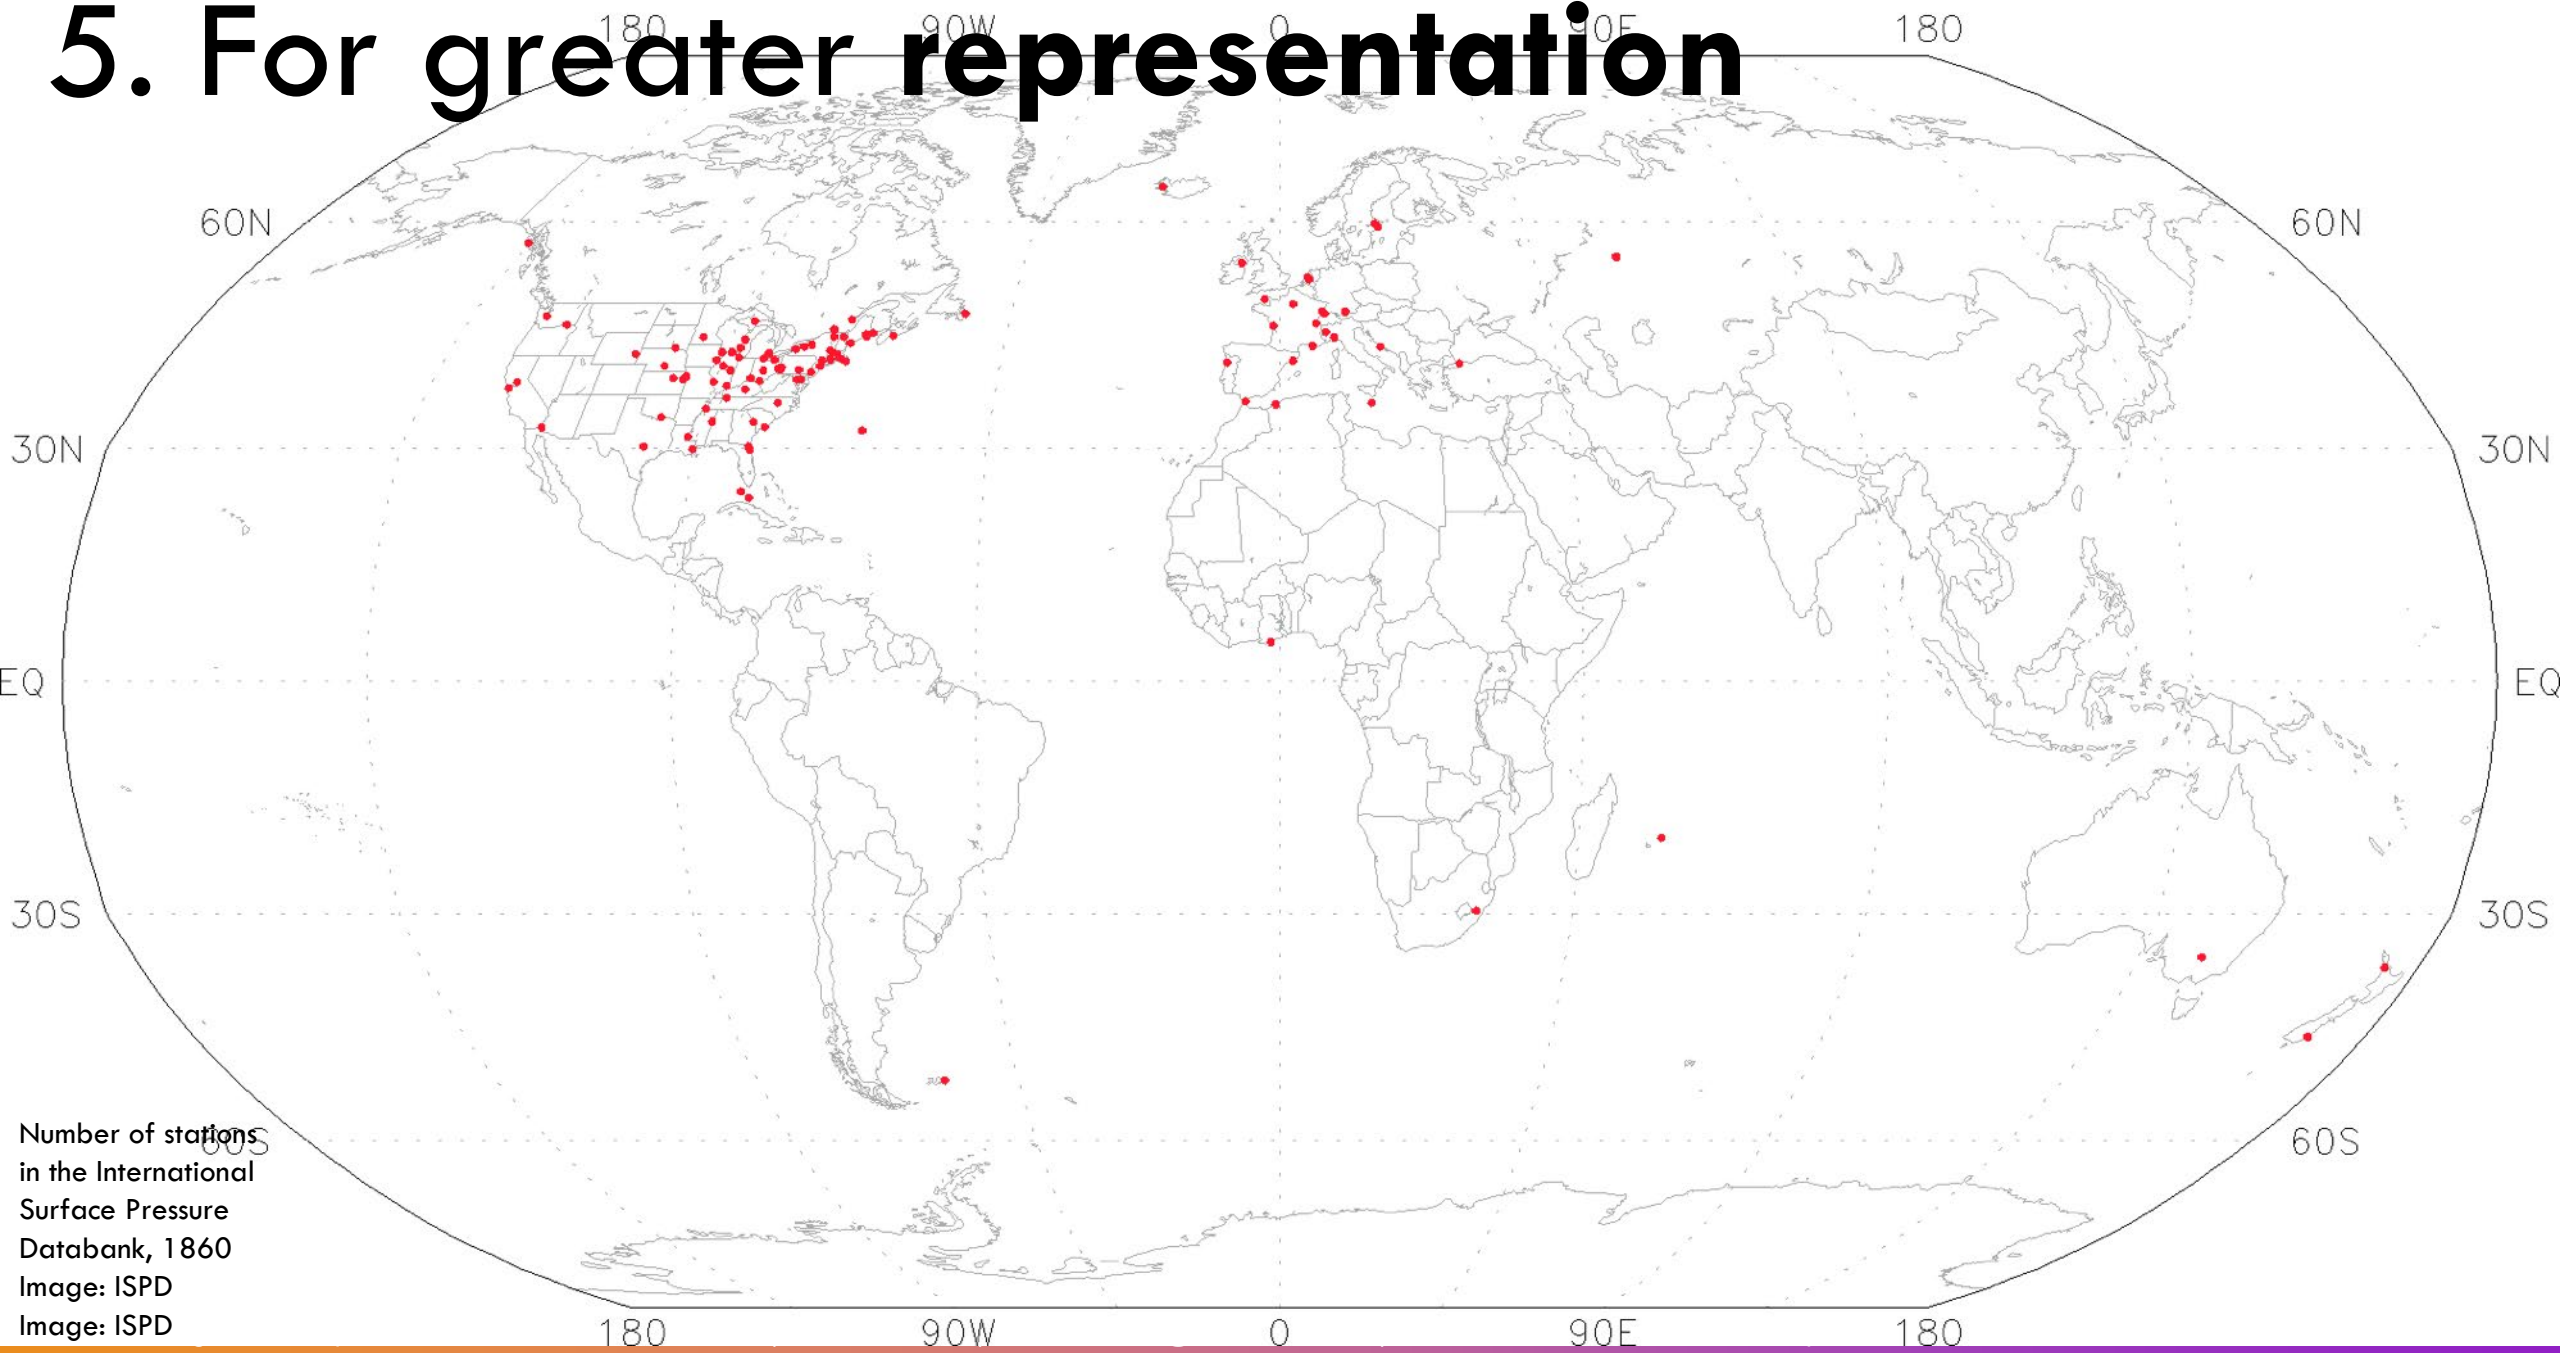 5. For greater representation
180 90W 0 90E 180
60N 60N
30N 30N
EQ EQ
30S 30S
60S 60S
Number of stations
in the International
Surface Pressure
Databank, 1860
Image: ISPD
Image: ISPD
180 90W 0 90E 180